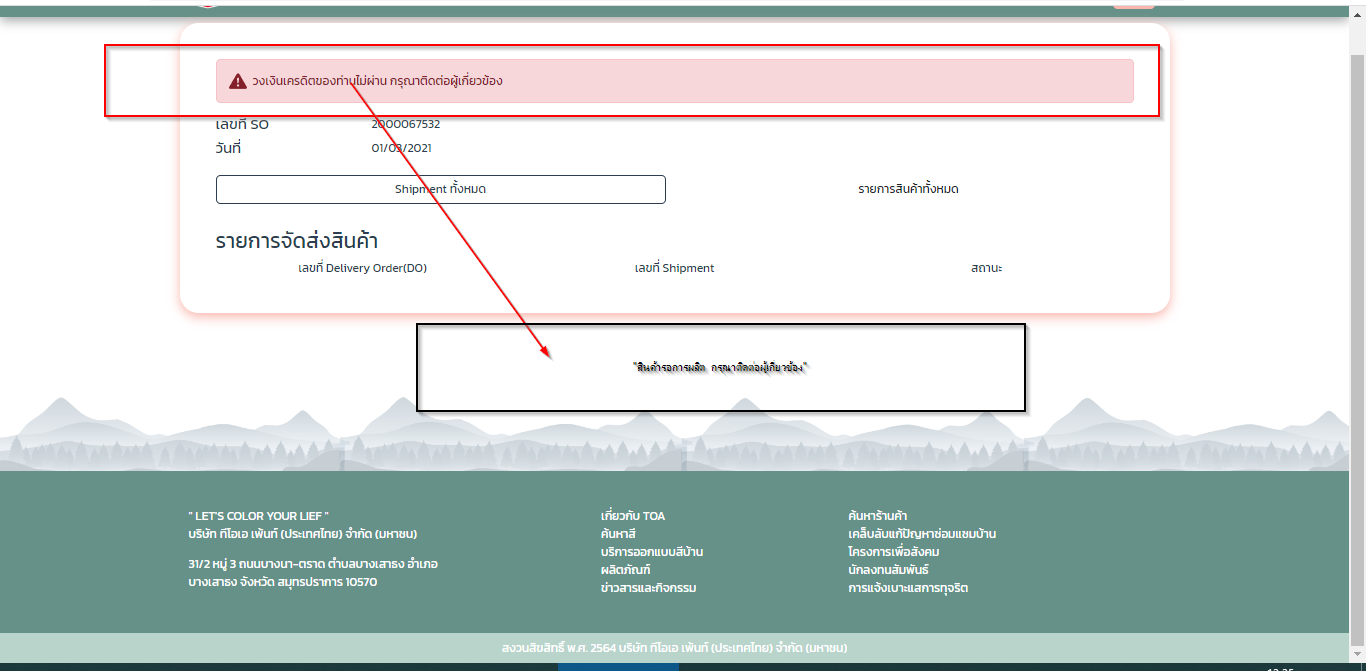 วงเงินเครดิตของท่านไม่ผ่าน กรุณาติดต่อผู้เกี่ยวข้อง
เลขที่ SO 2000067532
วันที่ 01/03/2021
Shipment ทั้งหมด รายการสินค้าทั้งหมด
รายการจัดส่งสินค้า
เลขที่ Delivery Order(DO) เลขที่ Shipment สถานะ
"สินค้ารอการผลิต กรุณาติดต่อผู้เกี่ยวข้อง"
" LET'S COLOR YOUR LIEF "
บริษัท ทีโอเอ เพ้นท์ (ประเทศไทย) จำกัด (มหาชน)
31/2 หมู่ 3 ถนนบางนา-ตราด ตำบลบางเสาธง อำเภอ
บางเสาธง จังหวัด สมุทรปราการ 10570
เกี่ยวกับ TOA
ค้นหาสี
บริการออกแบบสีบ้าน
ผลิตภัณฑ์
ข่าวสารและกิจกรรม
ค้นหาร้านค้า
เคล็บลับแก้ปัญหาซ่อมแซมบ้าน
โครงการเพื่อสังคม
นักลงทนสัมพันธ์
การแจ้งเบาะแสการทุจริต
สงวนสิขสิทธิ์ พ.ศ. 2564 บริษัท ทีโอเอ เพ้นท์ (ประเทศไทย) จำกัด (มหาชน)